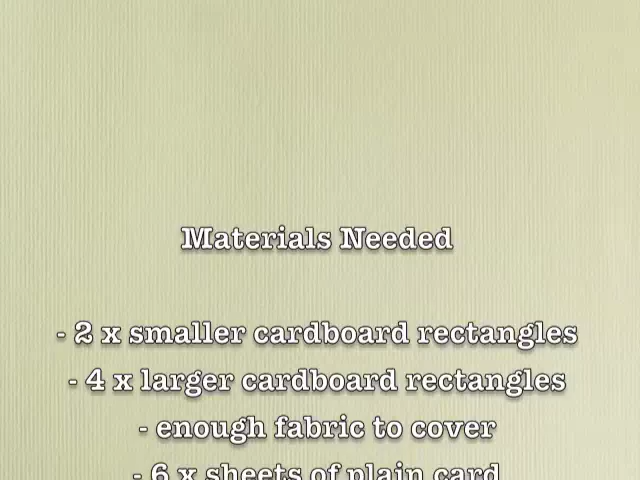 Materials Needed
- 2 x smaller cardboard rectangles
- 4 x larger cardboard rectangles
- enough fabric to cover
- 6 x sheets of plain card